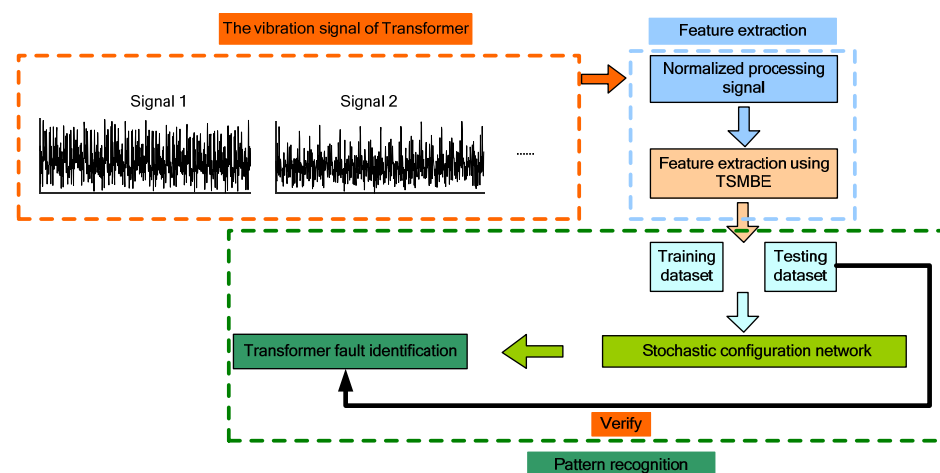 The vibration signal of Transformer
Signal 1
Signal 2
......
Feature extraction
Normalized processing
signal
Feature extraction using
TSMBE
Training
dataset
Testing
dataset
Stochastic configuration network
Transformer fault identification
Verify
Pattern recognition